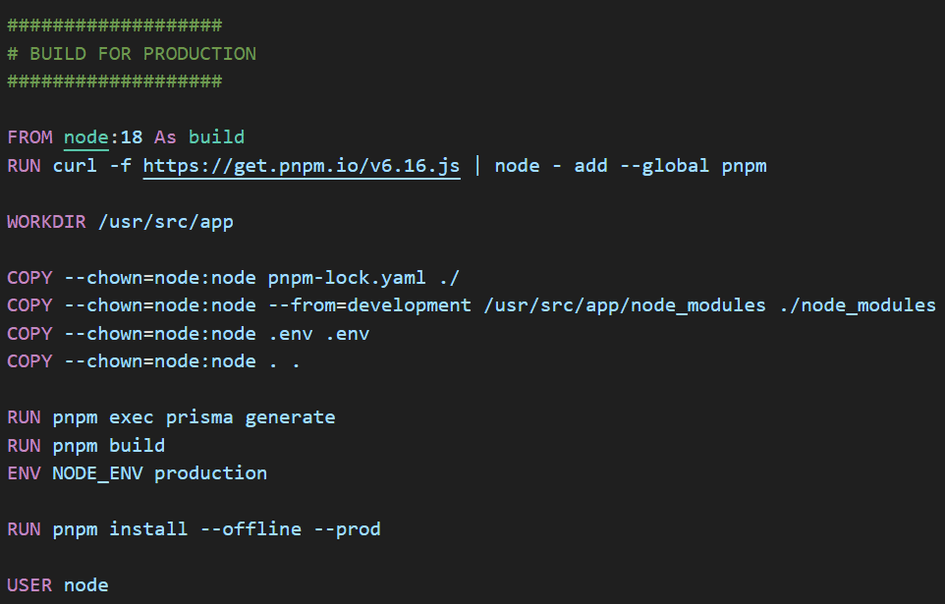 ###################
# BUILD FOR PRODUCTION
###################
FROM node:18 As build
RUN curl -f https://get.pnpm.io/v6.16.js | node - add --global pnpm
WORKDIR /usr/src/app
COPY --chown=node:node pnpm-lock.yaml ./
COPY --chown=node:node --from=development /usr/src/app/node_modules ./node_modules
COPY --chown=node:node .env .env
COPY --chown=node:node . .
RUN pnpm exec prisma generate
RUN pnpm build
ENV NODE_ENV production
RUN pnpm install --offline --prod
USER node